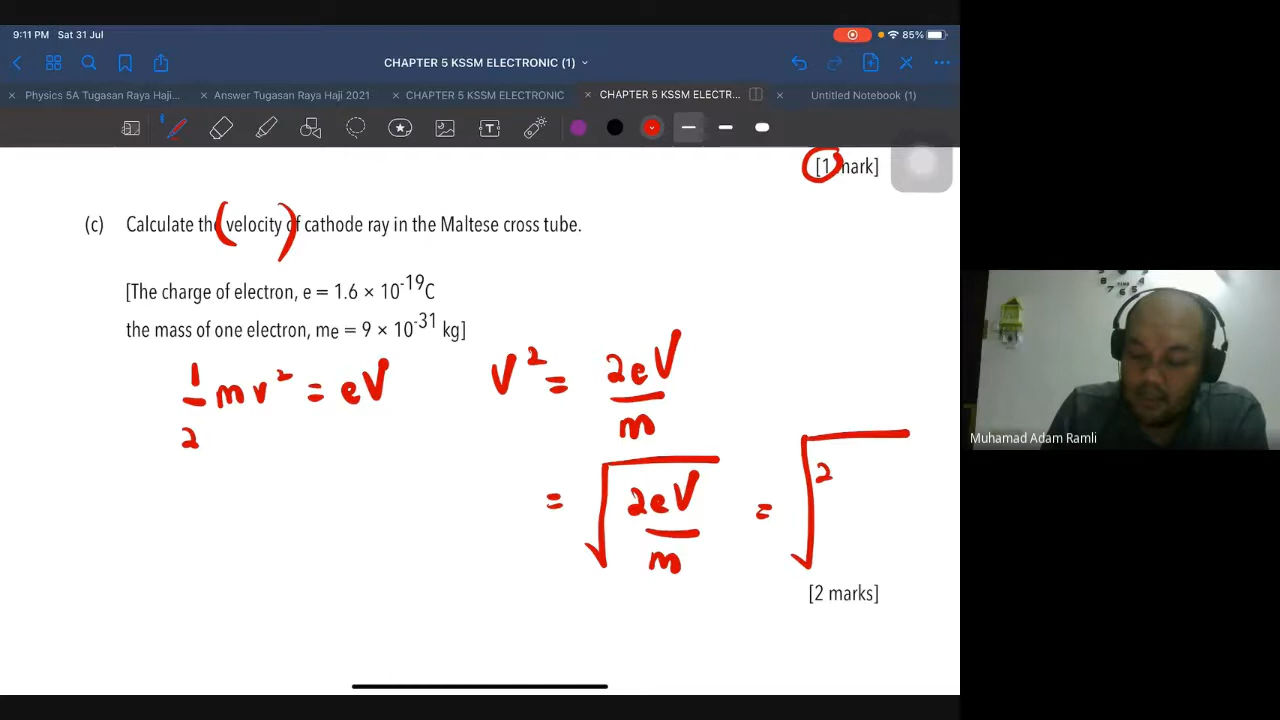 9:11 PM Sat 31 Jul
85%
CHAPTER 5 KSSM ELECTRONIC (1)
Physics 5A Tugasan Raya Haji...
Answer Tugasan Raya Haji 2021
CHAPTER 5 KSSM ELECTRONIC
CHAPTER 5 KSSM ELECTR...
Untitled Notebook (1)
[1 mark]
(c) Calculate the (velocity) of cathode ray in the Maltese cross tube.
[The charge of electron, e = 1.6 × 10⁻¹⁹C
the mass of one electron, me = 9 × 10⁻³¹ kg]
1/2 mv² = eV
V² = 2eV/m
= √(2eV/m) = √2
[2 marks]
Muhamad Adam Ramli